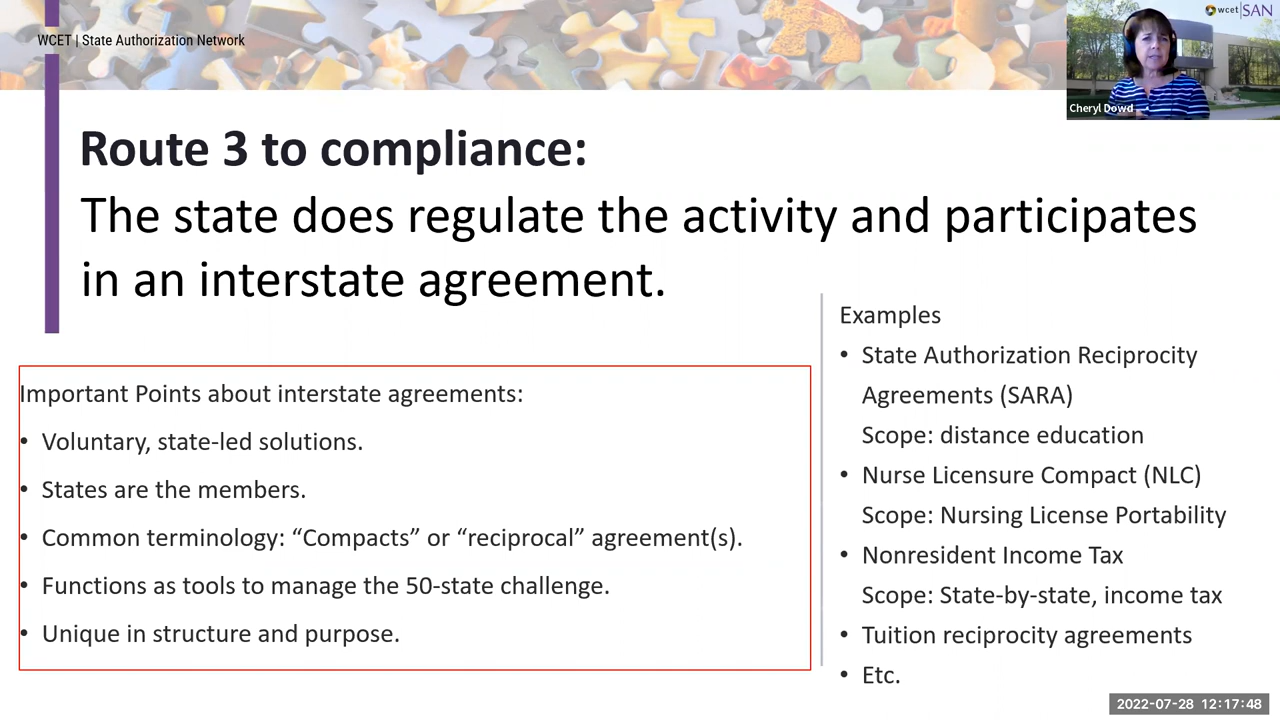 WCET | State Authorization Network
wcet | SAN
Cheryl Dowd
Route 3 to compliance:
The state does regulate the activity and participates
in an interstate agreement.
Important Points about interstate agreements:
• Voluntary, state-led solutions.
• States are the members.
• Common terminology: “Compacts” or “reciprocal” agreement(s).
• Functions as tools to manage the 50-state challenge.
• Unique in structure and purpose.
Examples
• State Authorization Reciprocity
Agreements (SARA)
Scope: distance education
• Nurse Licensure Compact (NLC)
Scope: Nursing License Portability
• Nonresident Income Tax
Scope: State-by-state, income tax
• Tuition reciprocity agreements
• Etc.
2022-07-28 12:17:48